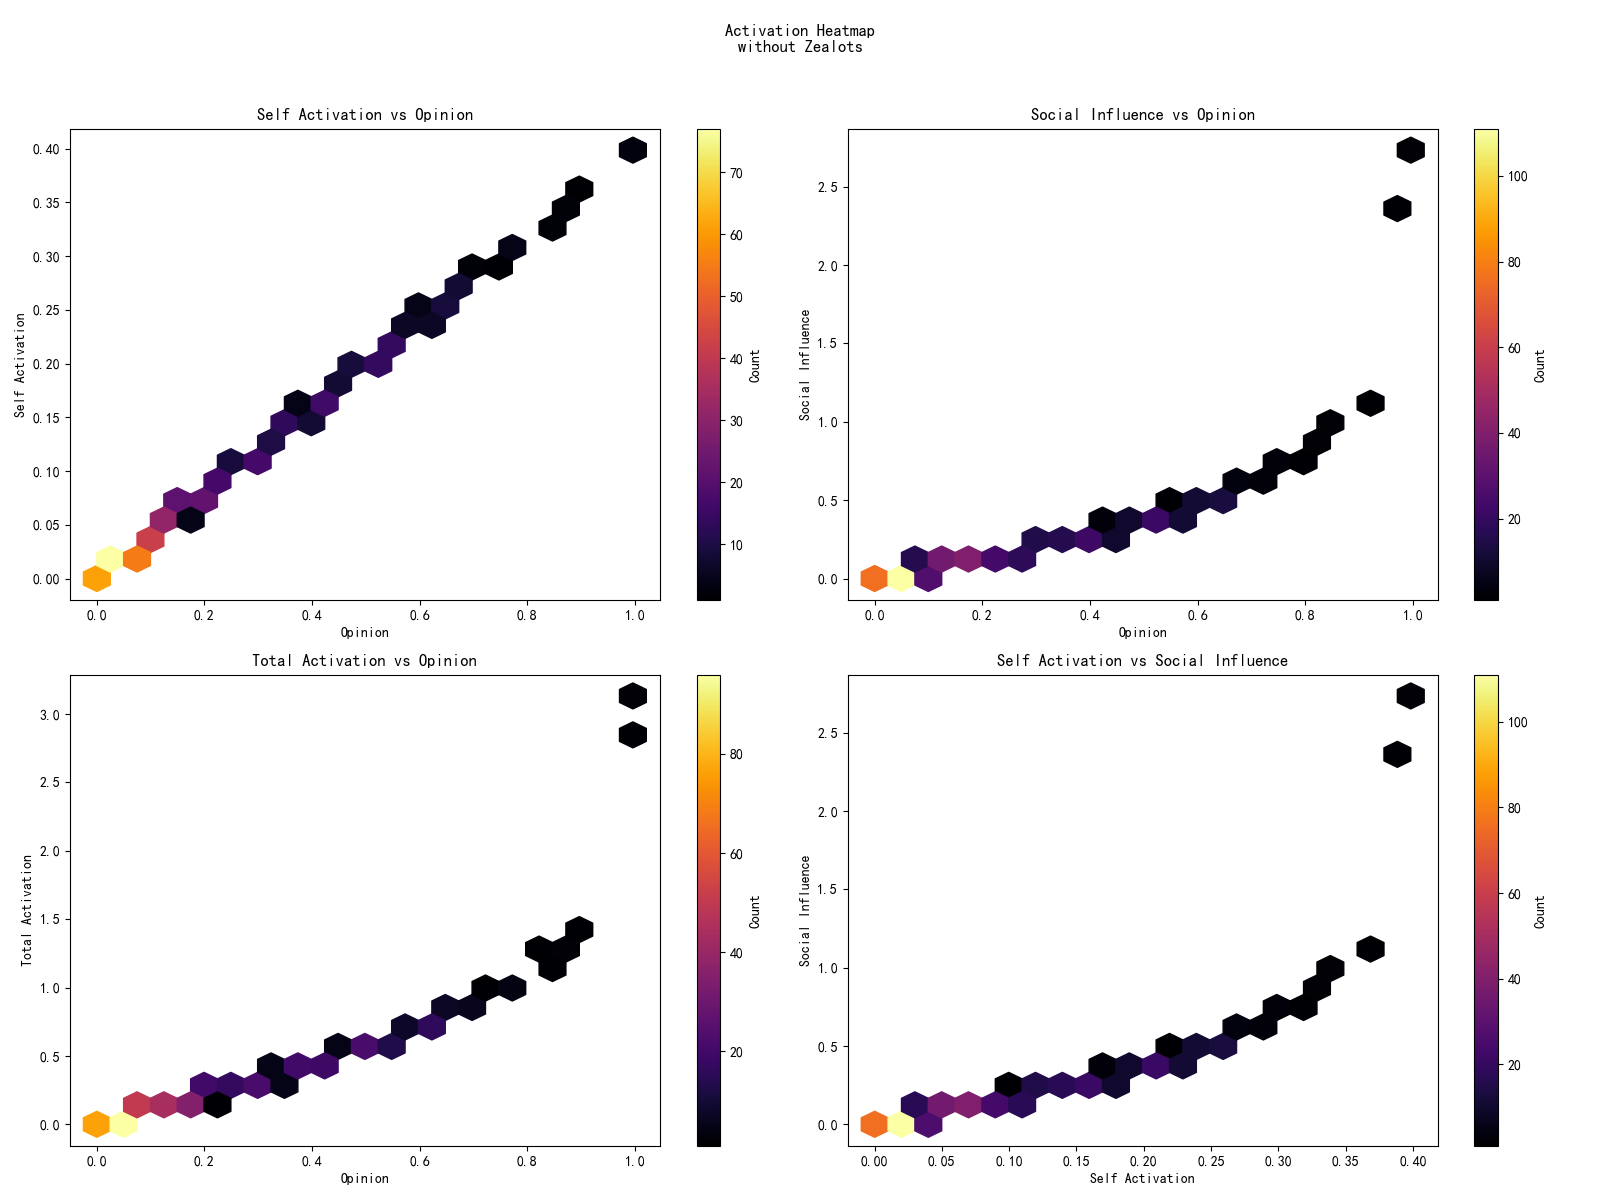 Activation Heatmap
without Zealots
Self Activation vs Opinion
Self Activation
0.40
0.35
0.30
0.25
0.20
0.15
0.10
0.05
0.00
0.0 0.2 0.4 0.6 0.8 1.0
Opinion
70
60
50
40
30
20
10
Count
Social Influence vs Opinion
Social Influence
2.5
2.0
1.5
1.0
0.5
0.0
0.0 0.2 0.4 0.6 0.8 1.0
Opinion
100
80
60
40
20
Count
Total Activation vs Opinion
Total Activation
3.0
2.5
2.0
1.5
1.0
0.5
0.0
0.0 0.2 0.4 0.6 0.8 1.0
Opinion
80
60
40
20
Count
Self Activation vs Social Influence
Social Influence
2.5
2.0
1.5
1.0
0.5
0.0
0.00 0.05 0.10 0.15 0.20 0.25 0.30 0.35 0.40
Self Activation
100
80
60
40
20
Count